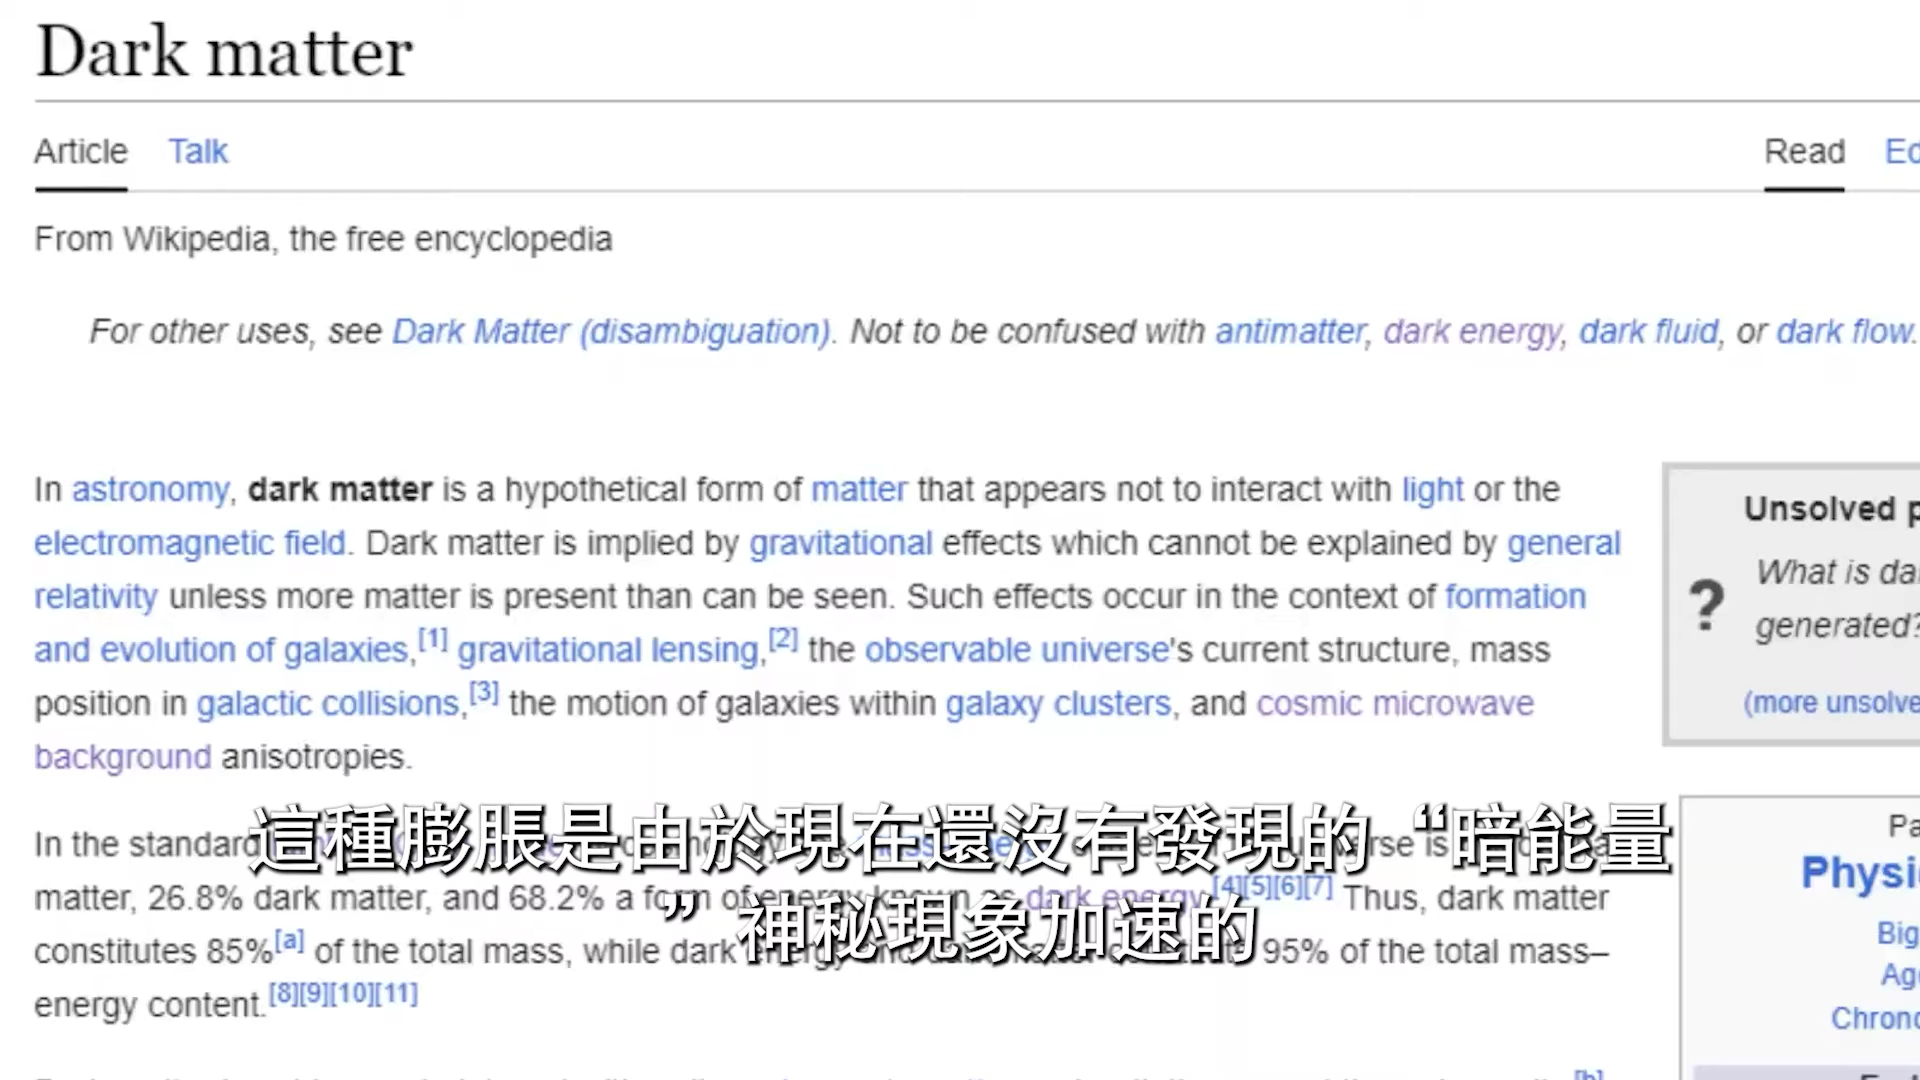 Dark matter
Article Talk Read
From Wikipedia, the free encyclopedia
For other uses, see Dark Matter (disambiguation). Not to be confused with antimatter, dark energy, dark fluid, or dark flow.
In astronomy, dark matter is a hypothetical form of matter that appears not to interact with light or the
electromagnetic field. Dark matter is implied by gravitational effects which cannot be explained by general
relativity unless more matter is present than can be seen. Such effects occur in the context of formation
and evolution of galaxies,[1] gravitational lensing,[2] the observable universe's current structure, mass
position in galactic collisions,[3] the motion of galaxies within galaxy clusters, and cosmic microwave
background anisotropies.
Unsolved
What is
generated?
(more
In the standard
matter, 26.8% dark matter, and 68.2% a form of energy known as dark energy.[4][5][6][7] Thus, dark matter
constitutes 85%[a] of the total mass, while dark energy 95% of the total mass–
energy content.[8][9][10][11]
這種膨脹是由於現在還沒有發現的“暗能量
”神秘現象加速的